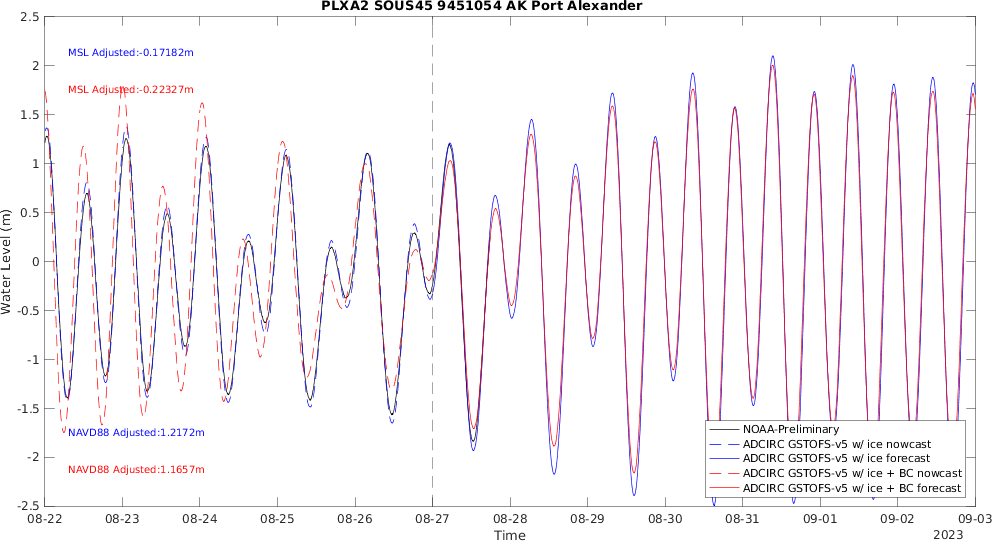 PLXA2 SOUS45 9451054 AK Port Alexander
2.5
2
1.5
1
0.5
0
-0.5
-1
-1.5
-2
-2.5
Water Level (m)
MSL Adjusted:-0.17182m
MSL Adjusted:-0.22327m
NAVD88 Adjusted:1.2172m
NAVD88 Adjusted:1.1657m
NOAA-Preliminary
ADCIRC GSTOFS-v5 w/ ice nowcast
ADCIRC GSTOFS-v5 w/ ice forecast
ADCIRC GSTOFS-v5 w/ ice + BC nowcast
ADCIRC GSTOFS-v5 w/ ice + BC forecast
08-22 08-23 08-24 08-25 08-26 08-27 08-28 08-29 08-30 08-31 09-01 09-02 09-03
Time
2023